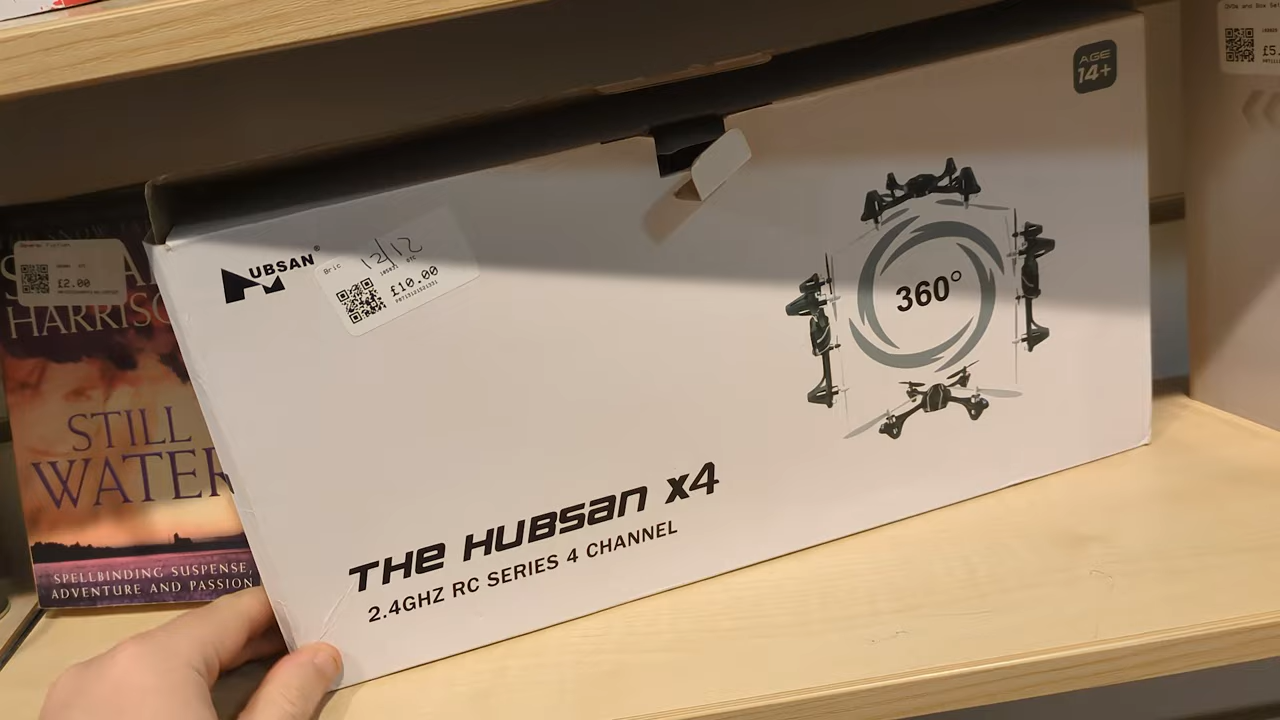 AGE
14+
HUBSAN®
Bric
12/12
£10.00
360°
THE HUBSAN X4
2.4GHZ RC SERIES 4 CHANNEL
£2.00
HARRISO
STILL
WATER
SPELLBINDING SUSPENSE,
ADVENTURE AND PASSION
£5.